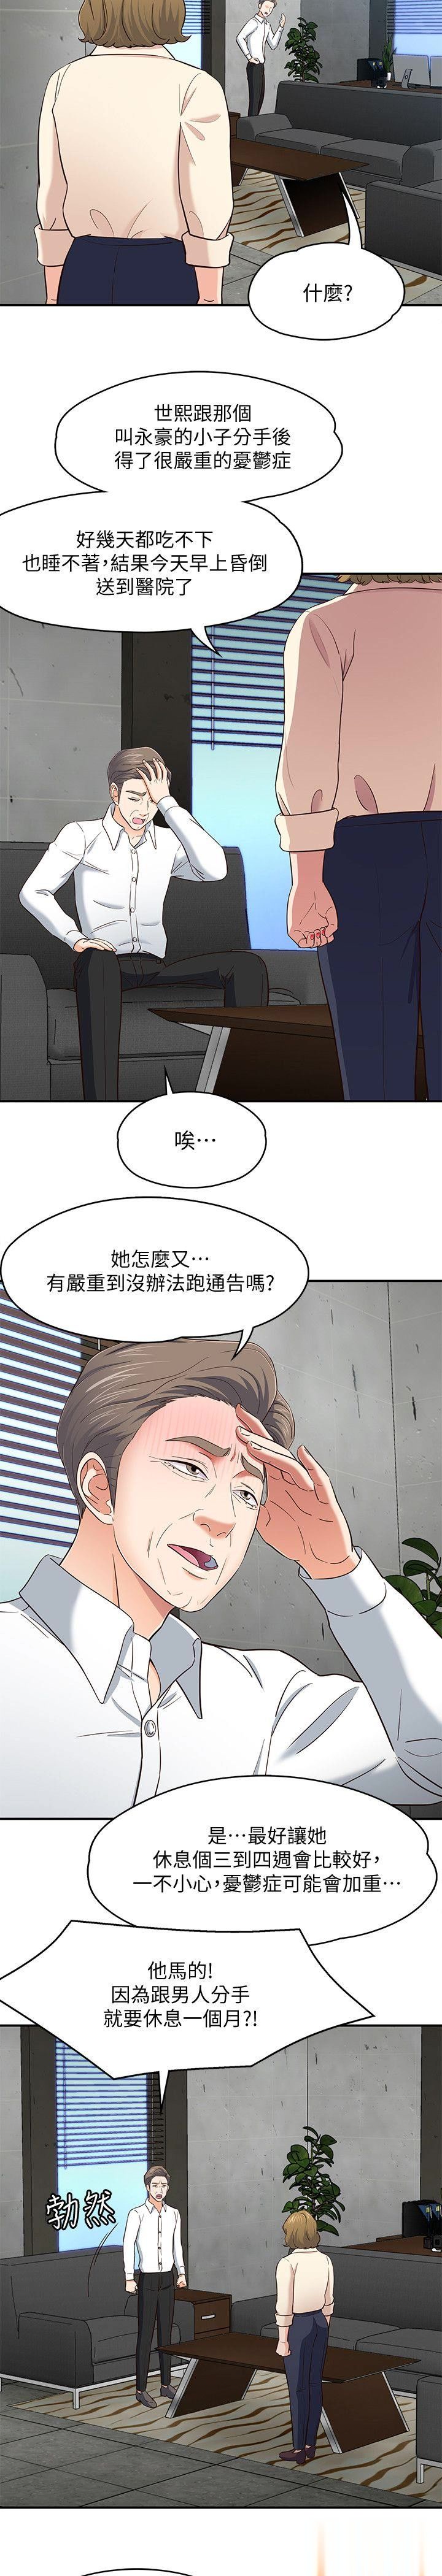 什麼?
世熙跟那個
叫永豪的小子分手後
得了很嚴重的憂鬱症
好幾天都吃不下
也睡不著,結果今天早上昏倒
送到醫院了
唉…
她怎麼又…
有嚴重到沒辦法跑通告嗎?
是…最好讓她
休息個三到四週會比較好,
一不小心,憂鬱症可能會加重…
他馬的!
因為跟男人分手
就要休息一個月?!
勃然